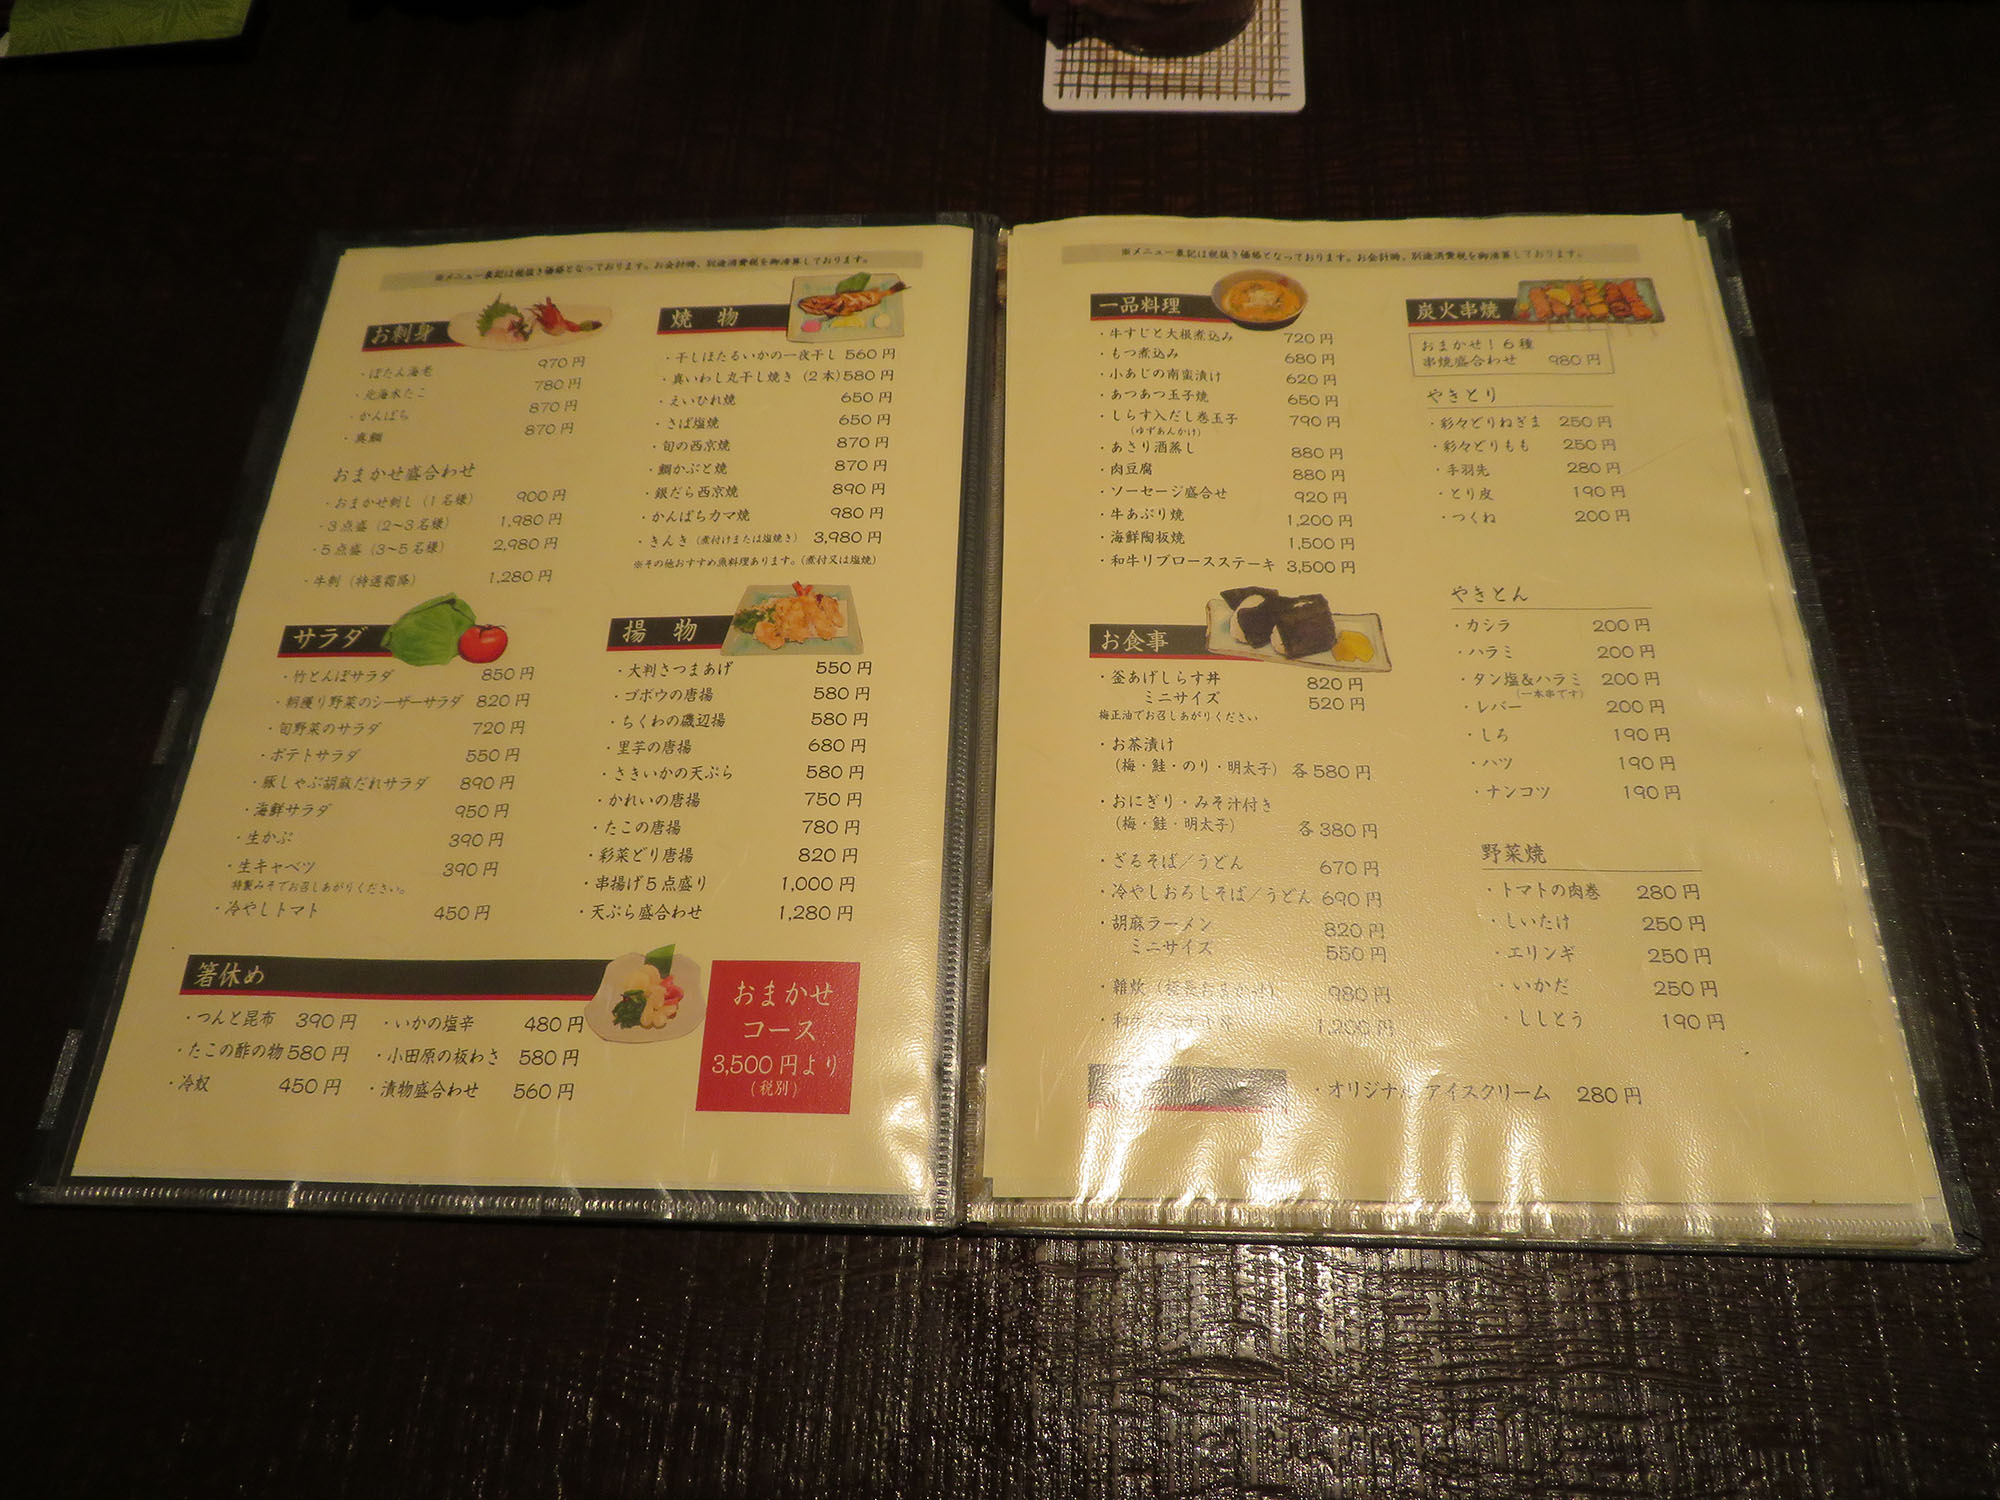 ※メニュー表記は税抜き価格となっております。お会計時、別途消費税を御清算しております。
お刺身
・ぼたん海老 970円
・北海水たこ 780円
・かんぱち 870円
・真鯛 870円
おまかせ盛合わせ
・おまかせ刺し（1名様） 900円
・3点盛（2〜3名様） 1,980円
・5点盛（3〜5名様） 2,980円
・牛刺（特選霜降） 1,280円
サラダ
・竹とんぼサラダ 850円
・朝獲り野菜のシーザーサラダ 820円
・旬野菜のサラダ 720円
・ポテトサラダ 550円
・豚しゃぶ胡麻だれサラダ 890円
・海鮮サラダ 950円
・生かぶ 390円
・生キャベツ 390円
特製みそでお召しあがりください。
・冷やしトマト 450円
焼 物
・干しほたるいかの一夜干し 560円
・真いわし丸干し焼き（2本）580円
・えいひれ焼 650円
・さば塩焼 650円
・旬の西京焼 870円
・鯛かぶと焼 870円
・銀だら西京焼 890円
・かんぱちカマ焼 980円
・きんき（煮付けまたは塩焼き） 3,980円
※その他おすすめ魚料理あります。（煮付又は塩焼）
揚 物
・大判さつまあげ 550円
・ゴボウの唐揚 580円
・ちくわの磯辺揚 580円
・里芋の唐揚 680円
・さきいかの天ぷら 580円
・かれいの唐揚 750円
・たこの唐揚 780円
・彩菜どり唐揚 820円
・串揚げ5点盛り 1,000円
・天ぷら盛合わせ 1,280円
箸休め
・つんと昆布 390円 ・いかの塩辛 480円
・たこの酢の物 580円 ・小田原の板わさ 580円
・冷奴 450円 ・漬物盛合わせ 560円
おまかせ
コース
3,500円より
（税別）
※メニュー表記は税抜き価格となっております。お会計時、別途消費税を御清算しております。
一品料理
・牛すじと大根煮込み 720円
・もつ煮込み 680円
・小あじの南蛮漬け 620円
・あつあつ玉子焼 650円
・しらす入だし巻玉子 790円
（ゆずあんかけ）
・あさり酒蒸し 880円
・肉豆腐 880円
・ソーセージ盛合せ 920円
・牛あぶり焼 1,200円
・海鮮陶板焼 1,500円
・和牛リブロースステーキ 3,500円
お食事
・釜あげしらす丼 820円
ミニサイズ 520円
梅正油でお召しあがりください
・お茶漬け
（梅・鮭・のり・明太子） 各580円
・おにぎり・みそ汁付き
（梅・鮭・明太子） 各380円
・ざるそば／うどん 670円
・冷やしおろしそば／うどん 690円
・胡麻ラーメン 820円
ミニサイズ 550円
・雑炊 980円
1,200円
炭火串焼
おまかせ！6種
串焼盛合わせ 980円
やきとり
・彩々どりねぎま 250円
・彩々どりもも 250円
・手羽先 280円
・とり皮 190円
・つくね 200円
やきとん
・カシラ 200円
・ハラミ 200円
・タン塩&ハラミ 200円
（一本串です）
・レバー 200円
・しろ 190円
・ハツ 190円
・ナンコツ 190円
野菜焼
・トマトの肉巻 280円
・しいたけ 250円
・エリンギ 250円
・いかだ 250円
・ししとう 190円
・オリジナルアイスクリーム 280円